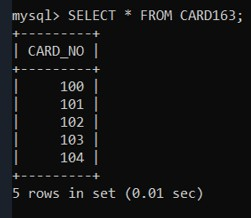 mysql> SELECT * FROM CARD163;
+---------+
| CARD_NO |
+---------+
|     100 |
|     101 |
|     102 |
|     103 |
|     104 |
+---------+
5 rows in set (0.01 sec)